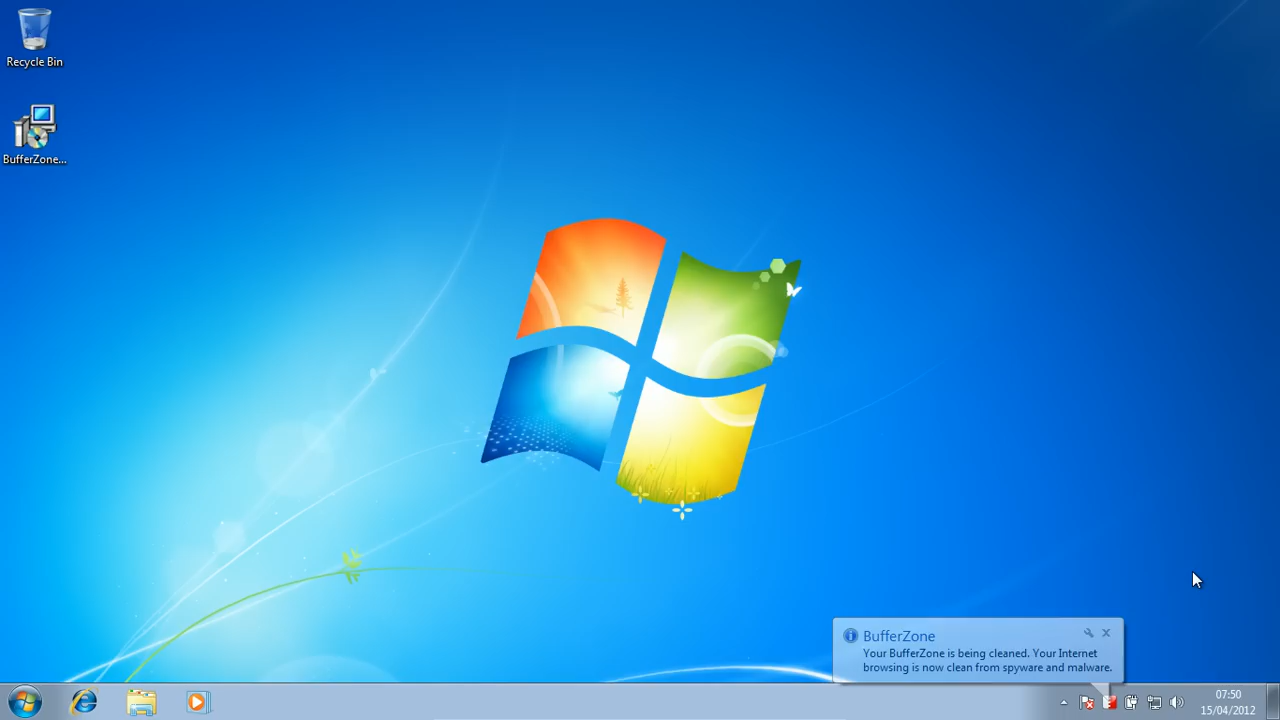 Recycle Bin
BufferZone...
BufferZone
Your BufferZone is being cleaned. Your Internet
browsing is now clean from spyware and malware.
07:50
15/04/2012